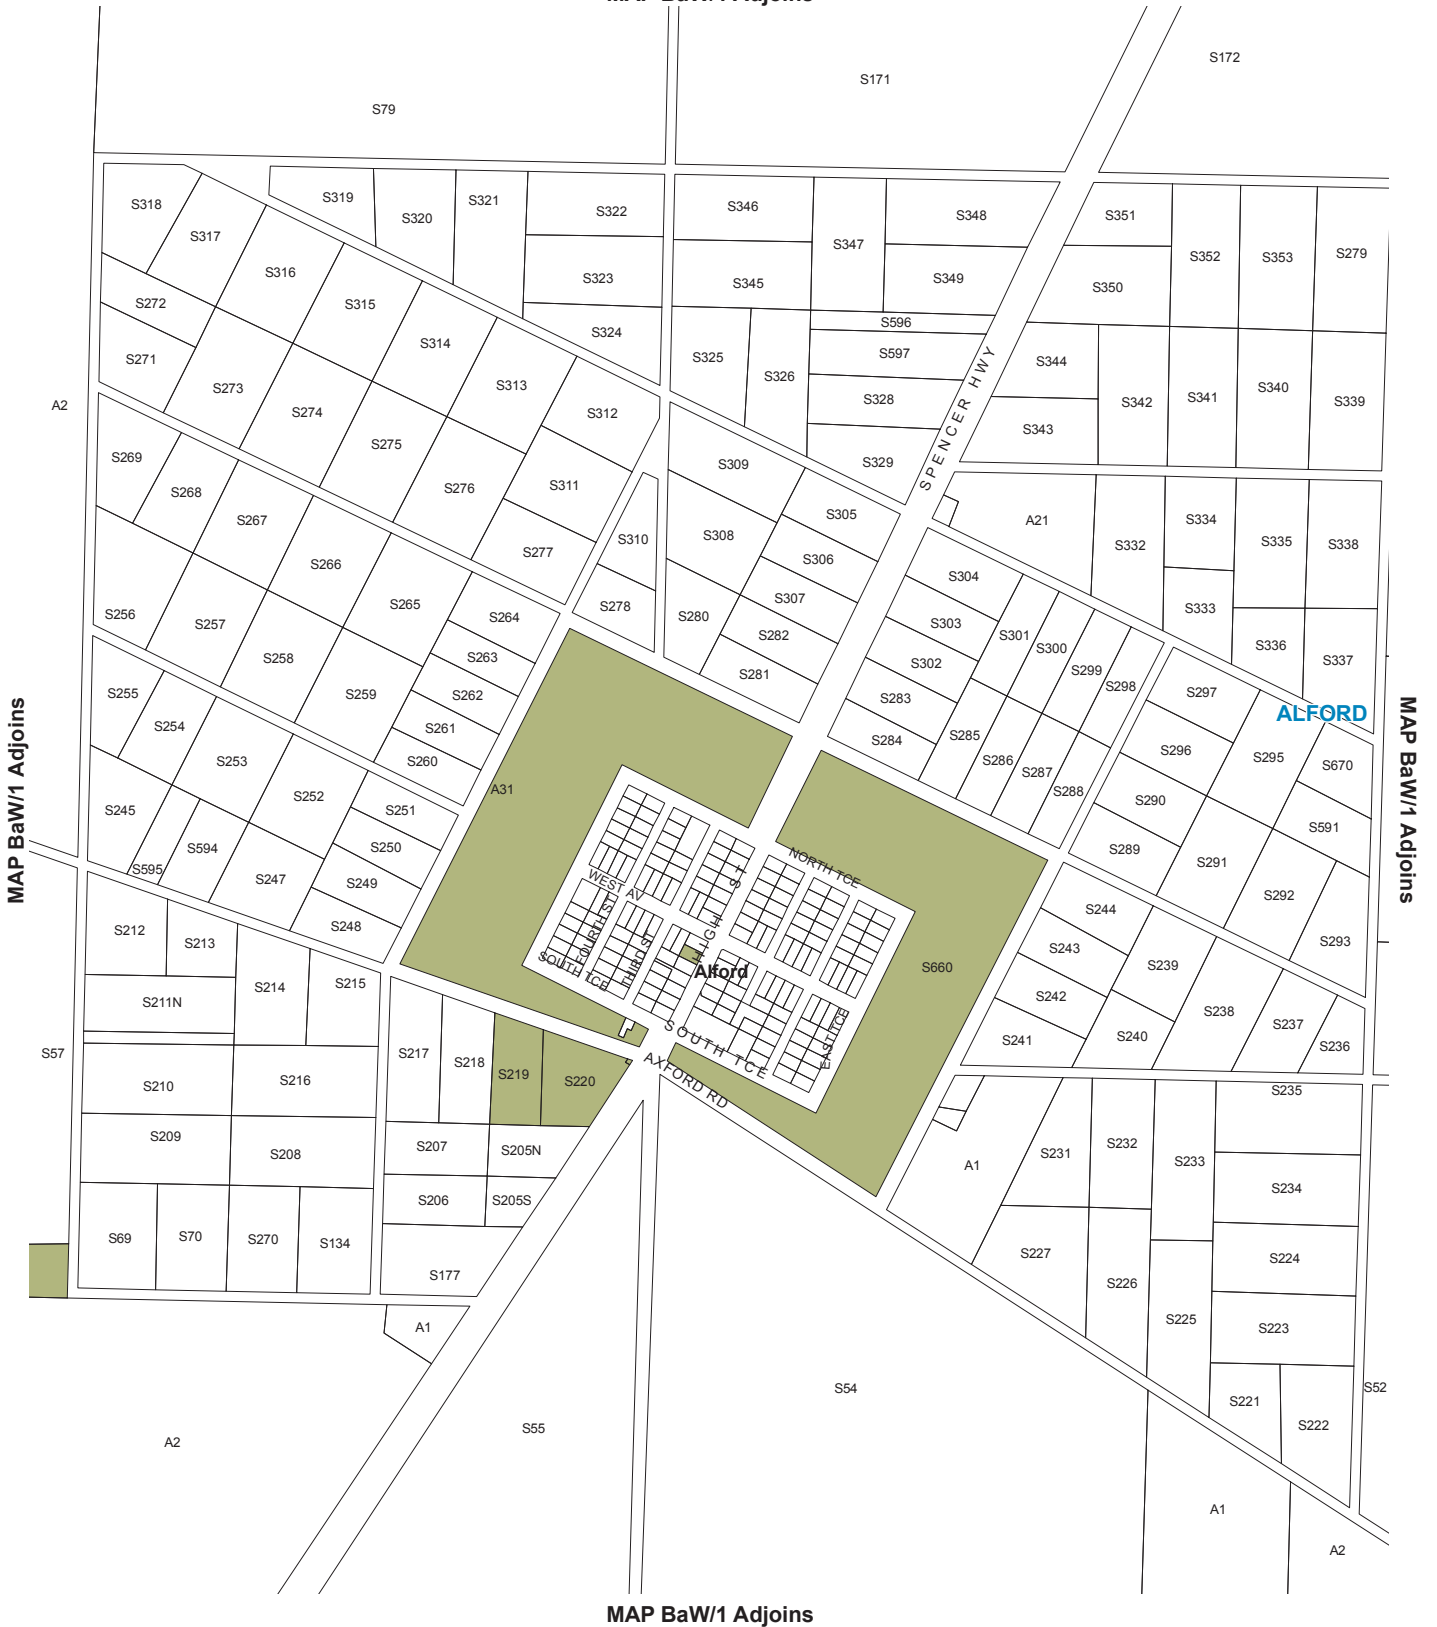 MAP BaW/1 Adjoins
S172
S171
S79
S318
S319
S320
S321
S322
S346
S347
S348
S351
S352
S353
S279
S317
S316
S315
S314
S313
S312
S323
S324
S345
S349
S350
S272
S271
S273
S274
S275
S276
S311
S277
S325
S326
S596
S597
S328
S329
SPENCER HWY
S344
S343
S342
S341
S340
S339
A2
S269
S268
S267
S266
S265
S264
S263
S262
S261
S260
S309
S308
S305
S306
S307
S310
S278
S280
S282
S281
A21
S332
S334
S333
S335
S338
S336
S337
S304
S303
S302
S283
S284
S301
S300
S299
S298
S285
S286
S287
S288
S297
S296
S290
S289
S295
ALFORD
S670
S591
S291
S292
S293
S256
S257
S258
S259
S255
S254
S253
S252
S251
S250
S249
S248
S245
S595
S594
S247
A31
MAP BaW/1 Adjoins
MAP BaW/1 Adjoins
NORTH TCE
WEST AV
HIGH ST
FOURTH ST
THIRD ST
SOUTH TCE
Alford
EAST TCE
SOUTH TCE
AXFORD RD
S660
S244
S243
S242
S241
S239
S240
S238
S237
S236
S212
S213
S211N
S214
S215
S57
S210
S216
S209
S208
S217
S218
S219
S220
S207
S205N
S206
S205S
S69
S70
S270
S134
S177
A1
A1
S231
S232
S233
S235
S234
S227
S226
S225
S224
S223
S221
S222
S52
S54
S55
A2
A1
A2
MAP BaW/1 Adjoins